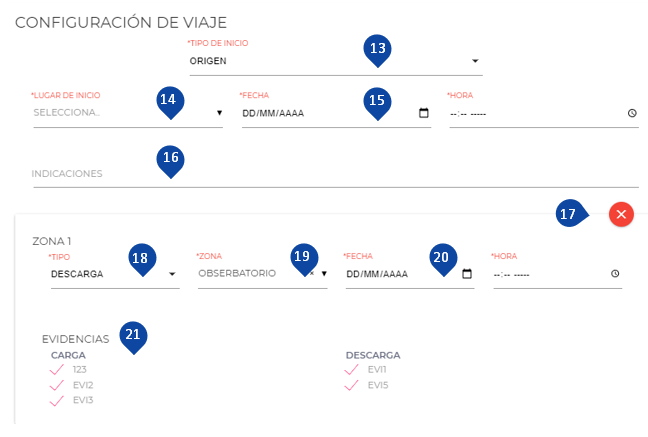 CONFIGURACIÓN DE VIAJE
*TIPO DE INICIO
13
ORIGEN
*LUGAR DE INICIO
14
*FECHA
15
*HORA
SELECCIONA..
DD/MM/AAAA
--:-- -----
16
INDICACIONES
17
ZONA 1
*TIPO
18
*ZONA
19
*FECHA
20
*HORA
DESCARGA
OBSERBATORIO
×
DD/MM/AAAA
--:-- -----
EVIDENCIAS
21
CARGA
DESCARGA
123
EVI1
EVI2
EVI5
EVI3